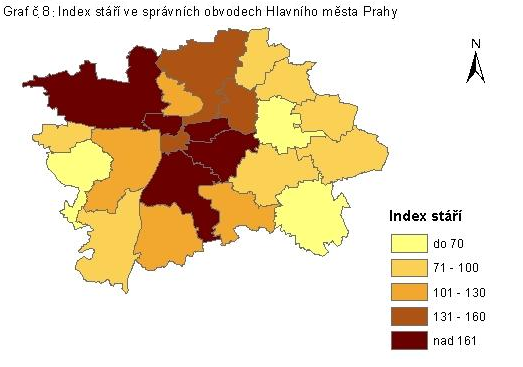 Graf č. 8: Index stáří ve správních obvodech Hlavního města Prahy
N
Index stáří
do 70
71 - 100
101 - 130
131 - 160
nad 161